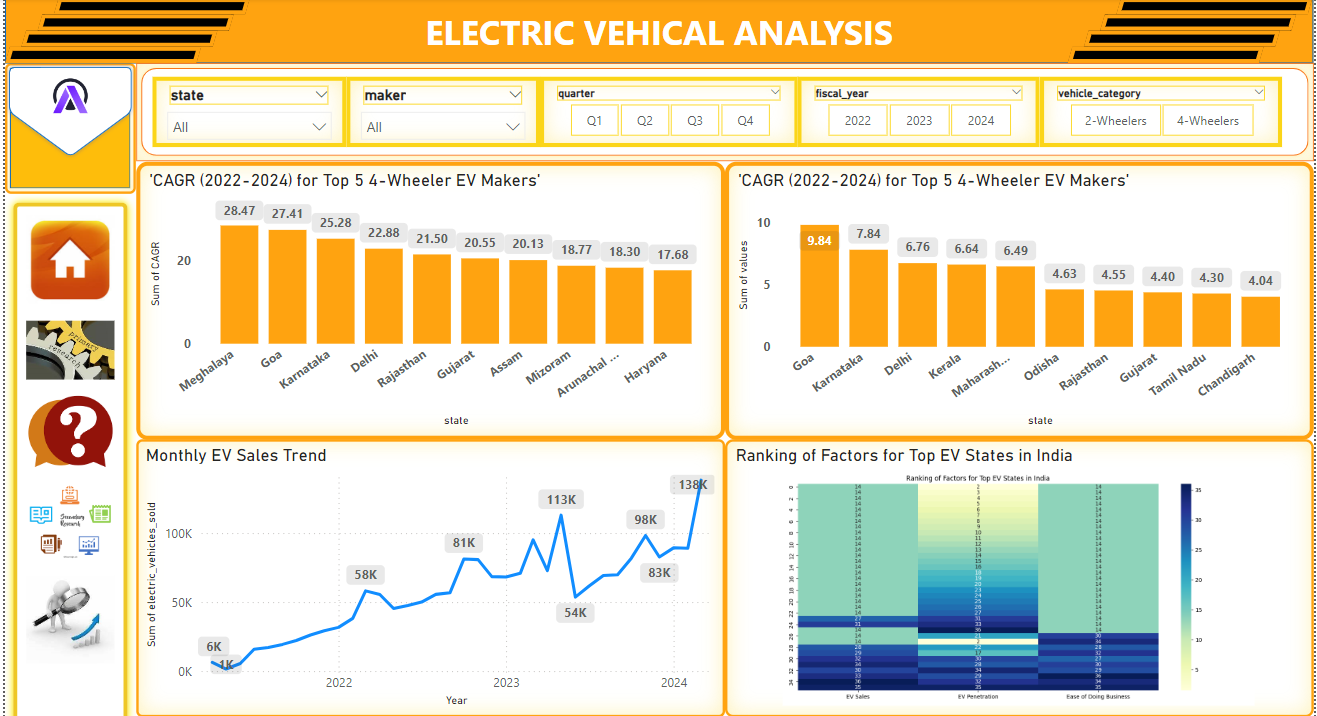 ELECTRIC VEHICAL ANALYSIS
state
All
maker
All
quarter
Q1 Q2 Q3 Q4
fiscal_year
2022 2023 2024
vehicle_category
2-Wheelers 4-Wheelers
primary
research
?
Secondary
Research
'CAGR (2022-2024) for Top 5 4-Wheeler EV Makers'
Sum of CAGR
20
0
28.47 27.41 25.28 22.88 21.50 20.55 20.13 18.77 18.30 17.68
Meghalaya Goa Karnataka Delhi Rajasthan Gujarat Assam Mizoram Arunachal ... Haryana
state
'CAGR (2022-2024) for Top 5 4-Wheeler EV Makers'
Sum of values
10
5
0
9.84 7.84 6.76 6.64 6.49 4.63 4.55 4.40 4.30 4.04
Goa Karnataka Delhi Kerala Maharash... Odisha Rajasthan Gujarat Tamil Nadu Chandigarh
state
Monthly EV Sales Trend
Sum of electric_vehicles_sold
100K
50K
0K
6K 1K 58K 81K 113K 54K 98K 83K 138K
2022 2023 2024
Year
Ranking of Factors for Top EV States in India
Ranking of Factors for Top EV States in India
EV Sales EV Penetration Ease of Doing Business
35
30
25
20
15
10
5